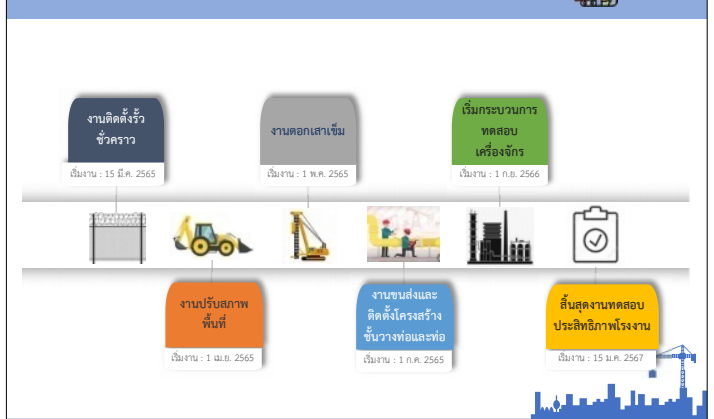 งานติดตั้งรั้ว
ชั่วคราว
เริ่มงาน : 15 มี.ค. 2565
งานตอกเสาเข็ม
เริ่มงาน : 1 พ.ค. 2565
เริ่มกระบวนการ
ทดสอบ
เครื่องจักร
เริ่มงาน : 1 ก.ย. 2566
งานปรับสภาพ
พื้นที่
เริ่มงาน : 1 เม.ย. 2565
งานขนส่งและ
ติดตั้งโครงสร้าง
ชั้นวางท่อและท่อ
เริ่มงาน : 1 ก.ค. 2565
สิ้นสุดงานทดสอบ
ประสิทธิภาพโรงงาน
เริ่มงาน : 15 ม.ค. 2567